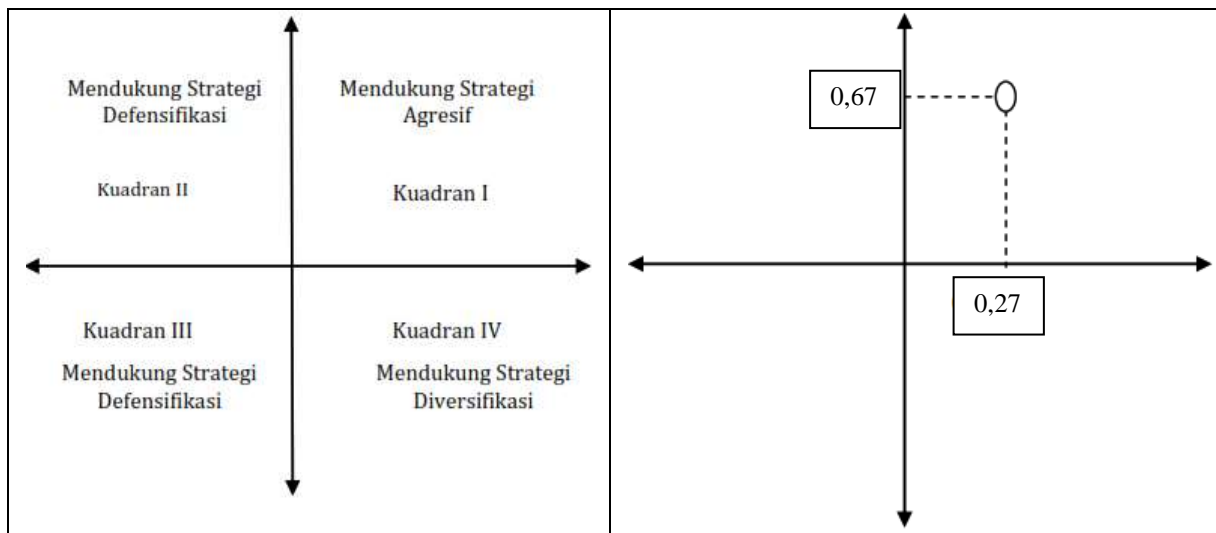 Mendukung Strategi
Defensifikasi
Mendukung Strategi
Agresif
Kuadran II
Kuadran I
Kuadran III
Mendukung Strategi
Defensifikasi
Kuadran IV
Mendukung Strategi
Diversifikasi
0,67
0,27